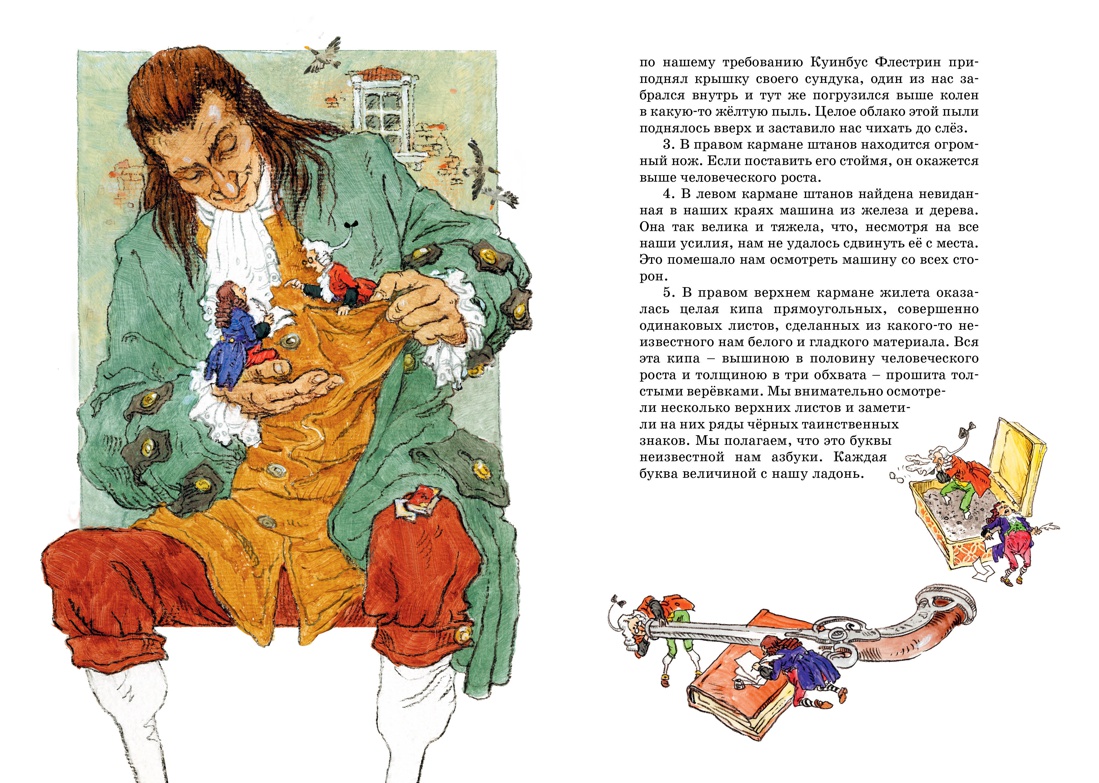 по нашему требованию Куинбус Флестрин при-
поднял крышку своего сундука, один из нас за-
брался внутрь и тут же погрузился выше колен
в какую-то жёлтую пыль. Целое облако этой пыли
поднялось вверх и заставило нас чихать до слёз.
3. В правом кармане штанов находится огром-
ный нож. Если поставить его стоймя, он окажется
выше человеческого роста.
4. В левом кармане штанов найдена невидан-
ная в наших краях машина из железа и дерева.
Она так велика и тяжела, что, несмотря на все
наши усилия, нам не удалось сдвинуть её с места.
Это помешало нам осмотреть машину со всех сто-
рон.
5. В правом верхнем кармане жилета оказа-
лась целая кипа прямоугольных, совершенно
одинаковых листов, сделанных из какого-то не-
известного нам белого и гладкого материала. Вся
эта кипа – вышиною в половину человеческого
роста и толщиною в три обхвата – прошита тол-
стыми верёвками. Мы внимательно осмотре-
ли несколько верхних листов и замети-
ли на них ряды чёрных таинственных
знаков. Мы полагаем, что это буквы
неизвестной нам азбуки. Каждая
буква величиной с нашу ладонь.